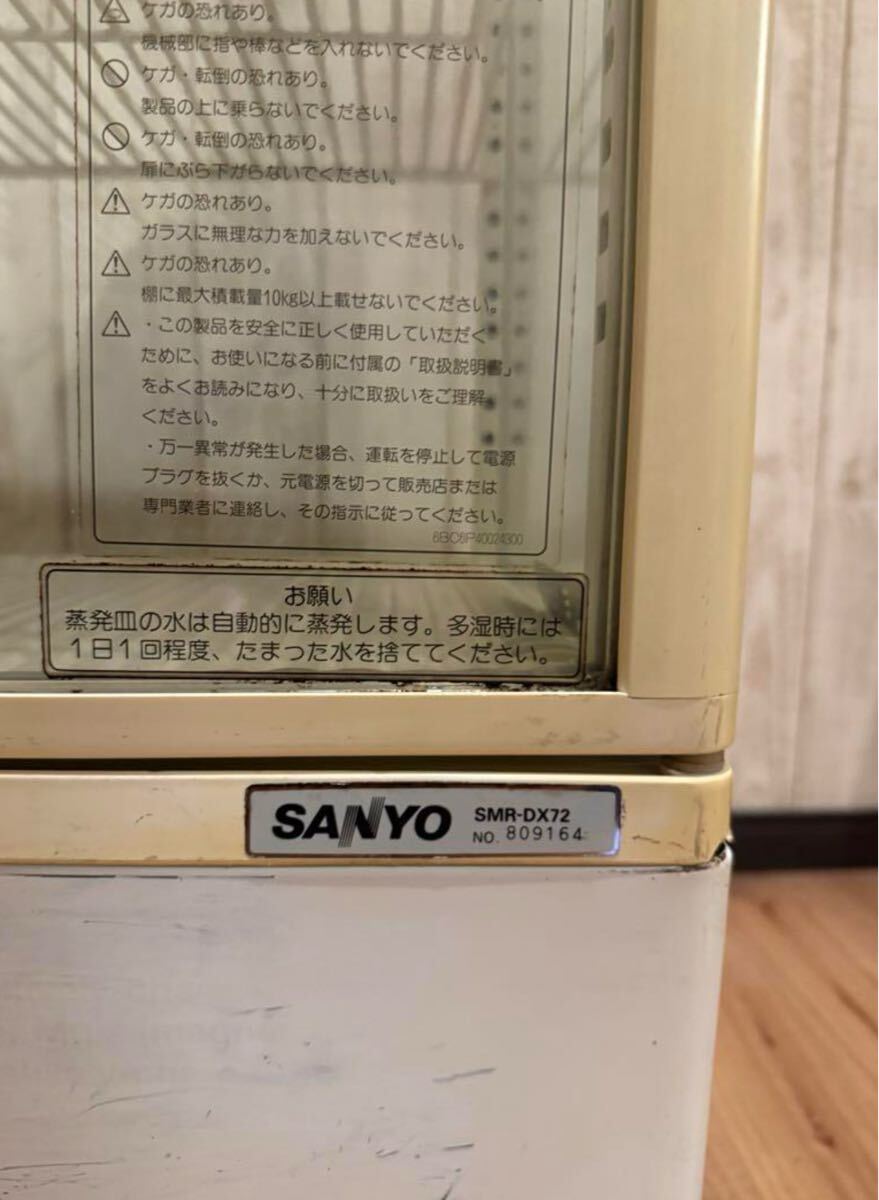 ケガの恐れあり。
機械部に指や棒などを入れないでください。
ケガ・転倒の恐れあり。
製品の上に乗らないでください。
ケガ・転倒の恐れあり。
扉にぶら下がらないでください。
ケガの恐れあり。
ガラスに無理な力を加えないでください。
ケガの恐れあり。
棚に最大積載量10kg以上載せないでください。
・この製品を安全に正しく使用していただく
ために、お使いになる前に付属の「取扱説明書」
をよくお読みになり、十分に取扱いをご理解
ください。
・万一異常が発生した場合、運転を停止して電源
プラグを抜くか、元電源を切って販売店または
専門業者に連絡し、その指示に従ってください。
6BC6P40024300
お願い
蒸発皿の水は自動的に蒸発します。多湿時には
1日1回程度、たまった水を捨ててください。
SANYO SMR-DX72
NO. 809164